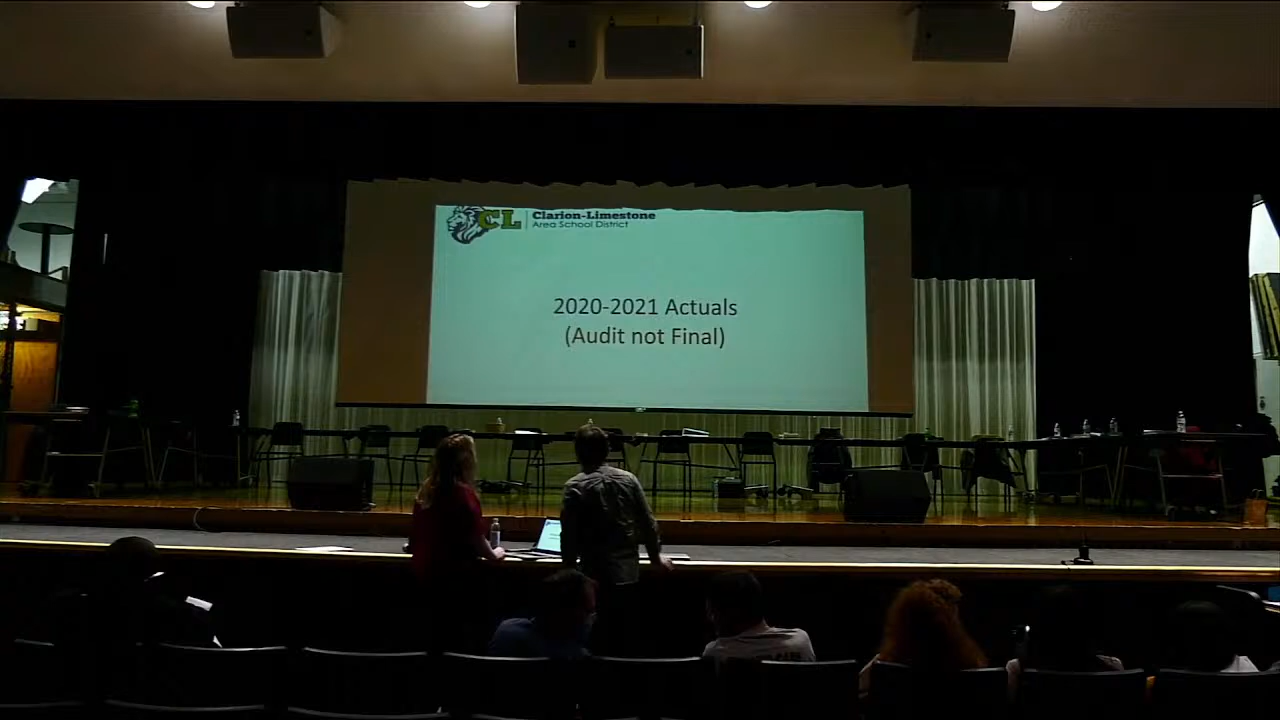 CL
Clarion-Limestone
Area School District
2020-2021 Actuals
(Audit not Final)